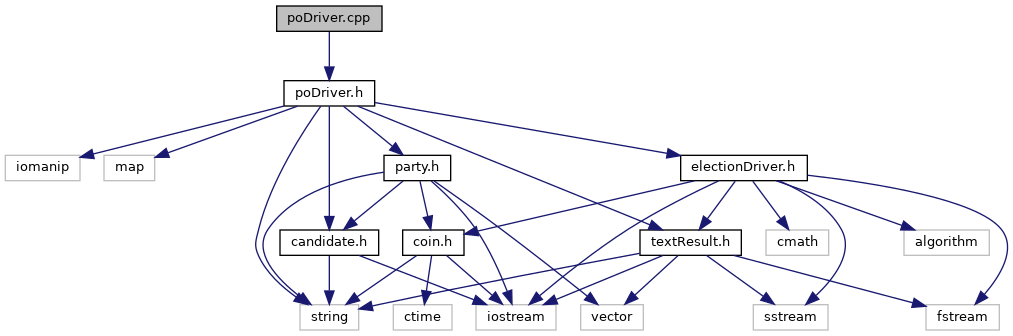 poDriver.cpp
poDriver.h
iomanip
map
party.h
electionDriver.h
candidate.h
coin.h
textResult.h
cmath
algorithm
string
ctime
iostream
vector
sstream
fstream